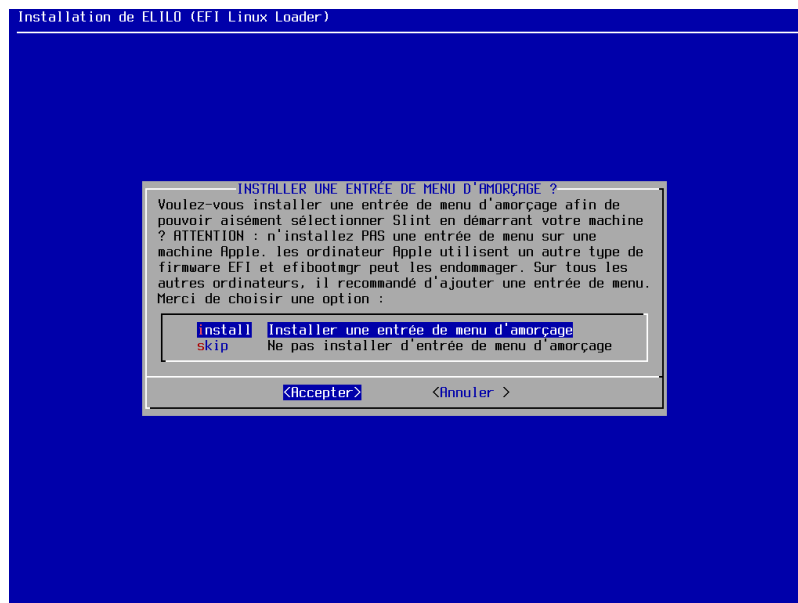 Installation de ELILO (EFI Linux Loader)
INSTALLER UNE ENTRÉE DE MENU D'AMORÇAGE ?
Voulez-vous installer une entrée de menu d'amorçage afin de
pouvoir aisément sélectionner Slint en démarrant votre machine
? ATTENTION : n'installez PAS une entrée de menu sur une
machine Apple. les ordinateur Apple utilisent un autre type de
firmware EFI et efibootmgr peut les endommager. Sur tous les
autres ordinateurs, il recommandé d'ajouter une entrée de menu.
Merci de choisir une option :
install Installer une entrée de menu d'amorçage
skip Ne pas installer d'entrée de menu d'amorçage
<Accepter> <Annuler >